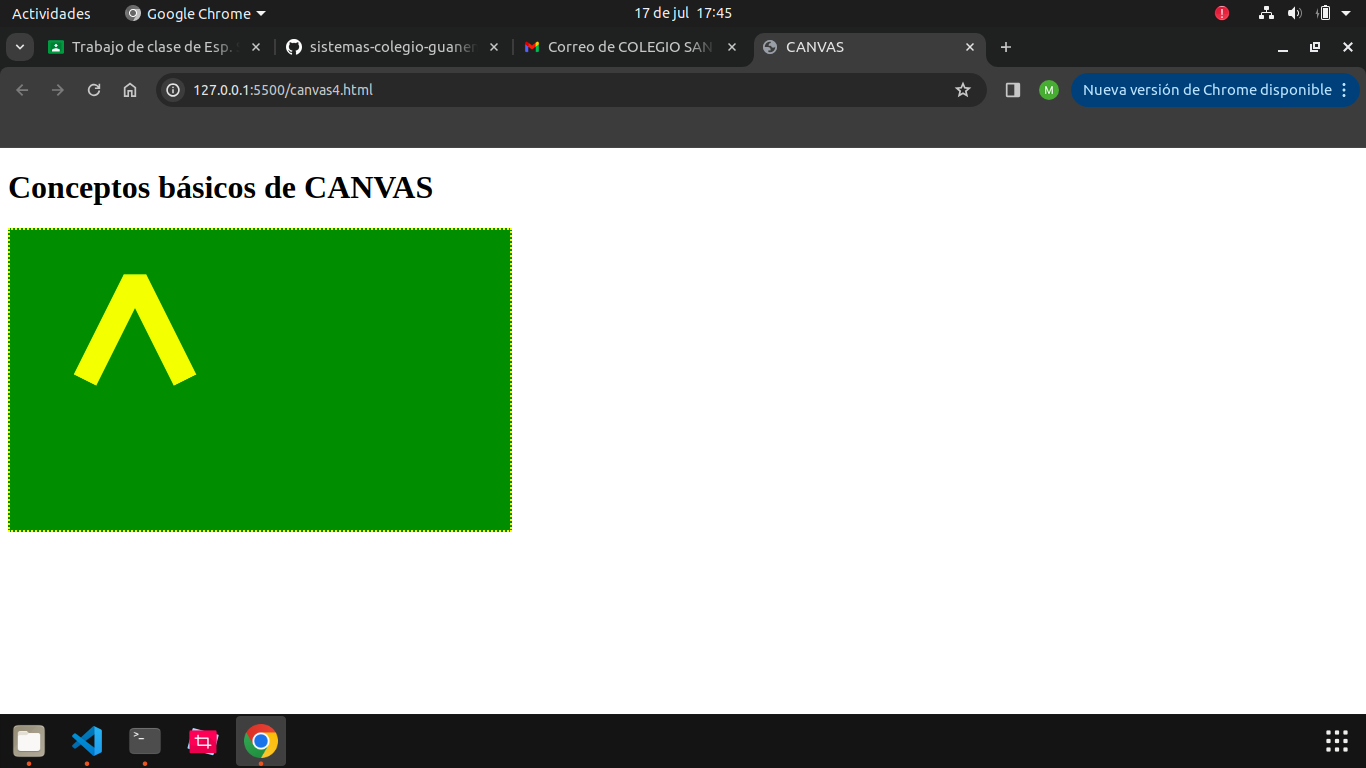 Actividades Google Chrome 17 de jul 17:45
Trabajo de clase de Esp. sistemas-colegio-guaner Correo de COLEGIO SAN CANVAS
127.0.0.1:5500/canvas4.html M Nueva versión de Chrome disponible
Conceptos básicos de CANVAS